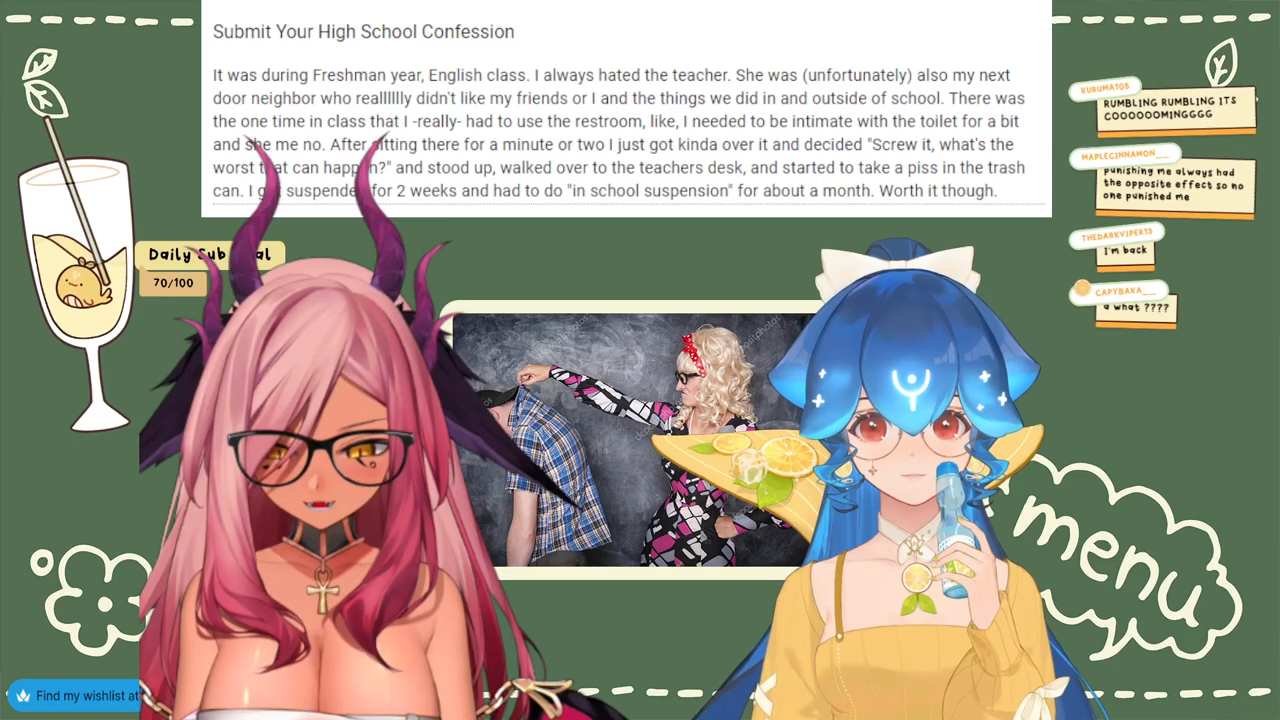 Submit Your High School Confession
It was during Freshman year, English class. I always hated the teacher. She was (unfortunately) also my next
door neighbor who realllllly didn't like my friends or I and the things we did in and outside of school. There was
the one time in class that I -really- had to use the restroom, like, I needed to be intimate with the toilet for a bit
and she me no. After sitting there for a minute or two I just got kinda over it and decided "Screw it, what's the
worst that can happen?" and stood up, walked over to the teachers desk, and started to take a piss in the trash
can. I got suspended for 2 weeks and had to do "in school suspension" for about a month. Worth it though.
Daily Sub Goal
70/100
KURUMA105
RUMBLING RUMBLING ITS
COOOOOOMINGGGG
MAPLECINNAMON___
punishing me always had
the opposite effect so no
one punished me
THEDARKVIPER13
I'm back
CAPYBAKA___
a what ????
menu
Find my wishlist at